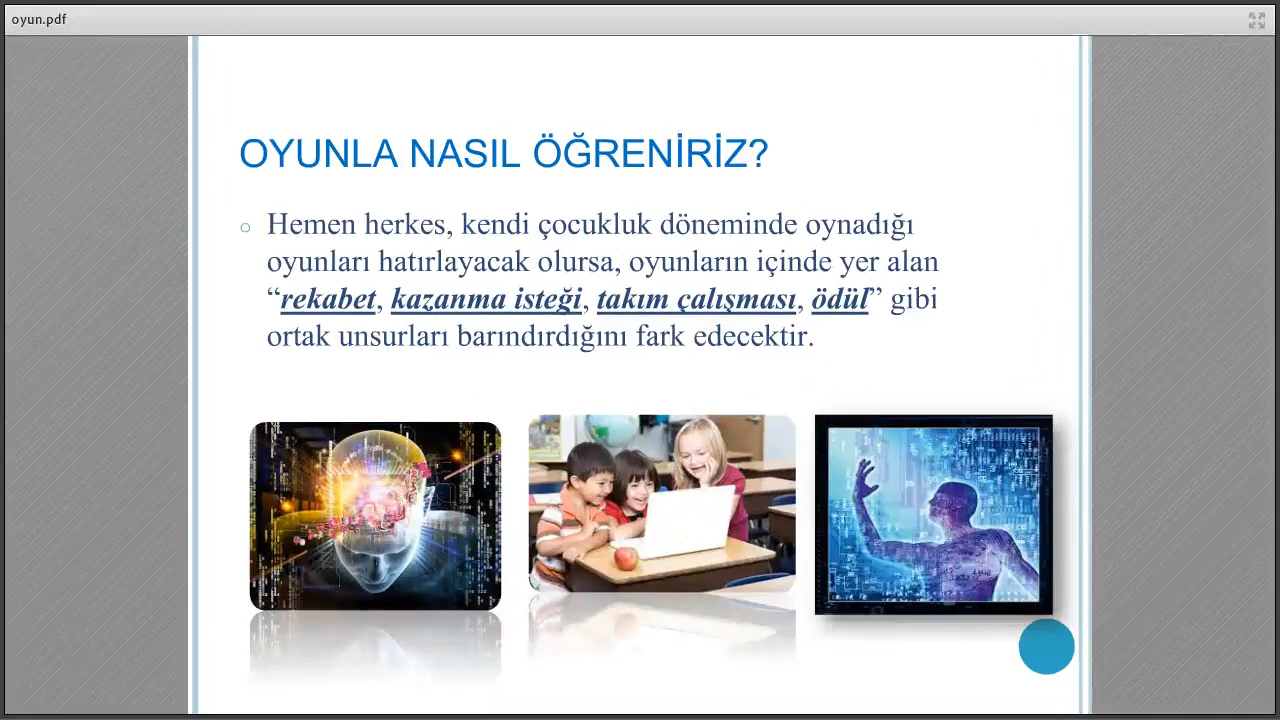 oyun.pdf
OYUNLA NASIL ÖĞRENİRİZ?
Hemen herkes, kendi çocukluk döneminde oynadığı
oyunları hatırlayacak olursa, oyunların içinde yer alan
“rekabet, kazanma isteği, takım çalışması, ödül” gibi
ortak unsurları barındırdığını fark edecektir.